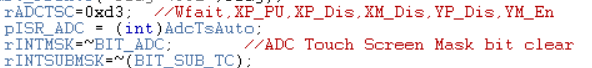 rADCTSC=0xd3; //Wfait,XP_PU,XP_Dis,XM_Dis,YP_Dis,YM_En
pISR_ADC = (int)AdcTsAuto;
rINTMSK=~BIT_ADC; //ADC Touch Screen Mask bit clear
rINTSUBMSK=~(BIT_SUB_TC);